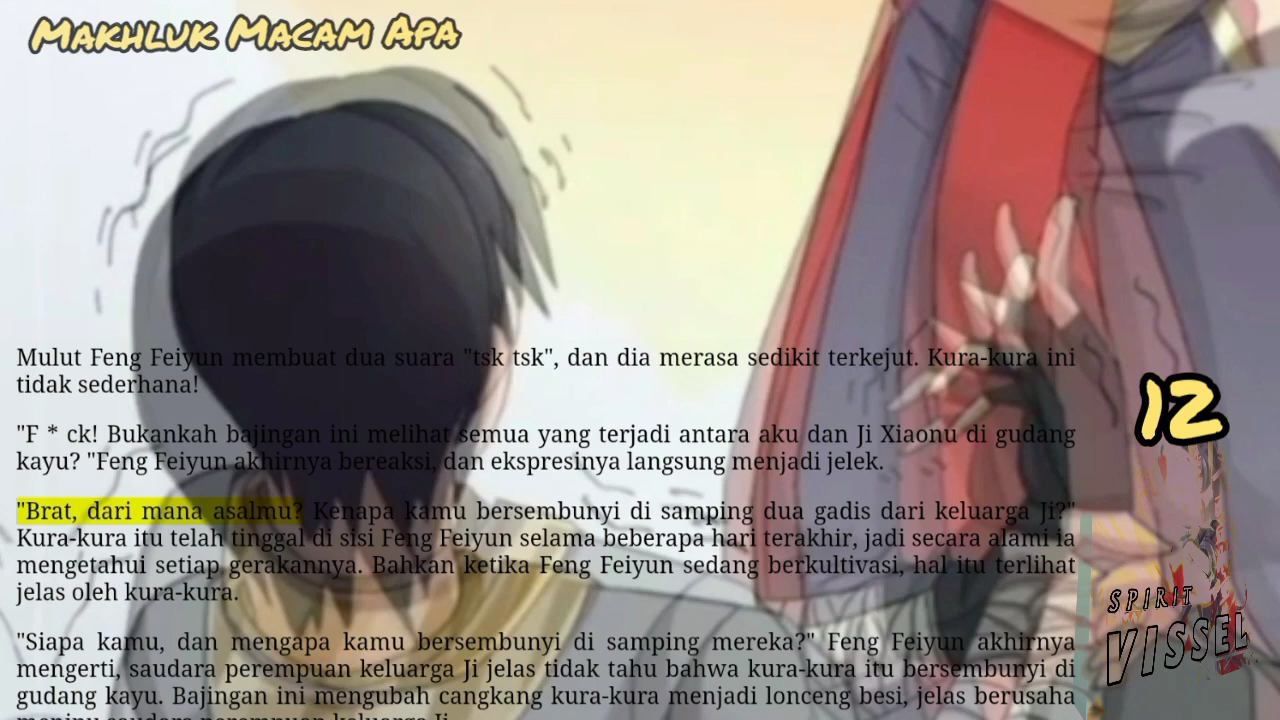 Makhluk Macam Apa
Mulut Feng Feiyun membuat dua suara "tsk tsk", dan dia merasa sedikit terkejut. Kura-kura ini
tidak sederhana!
"F * ck! Bukankah bajingan ini melihat semua yang terjadi antara aku dan Ji Xiaonu di gudang
kayu? "Feng Feiyun akhirnya bereaksi, dan ekspresinya langsung menjadi jelek.
"Brat, dari mana asalmu? Kenapa kamu bersembunyi di samping dua gadis dari keluarga Ji?"
Kura-kura itu telah tinggal di sisi Feng Feiyun selama beberapa hari terakhir, jadi secara alami ia
mengetahui setiap gerakannya. Bahkan ketika Feng Feiyun sedang berkultivasi, hal itu terlihat
jelas oleh kura-kura.
"Siapa kamu, dan mengapa kamu bersembunyi di samping mereka?" Feng Feiyun akhirnya
mengerti, saudara perempuan keluarga Ji jelas tidak tahu bahwa kura-kura itu bersembunyi di
gudang kayu. Bajingan ini mengubah cangkang kura-kura menjadi lonceng besi, jelas berusaha
menipu saudara perempuan keluarga Ji.
12
SPIRIT
VISSEL